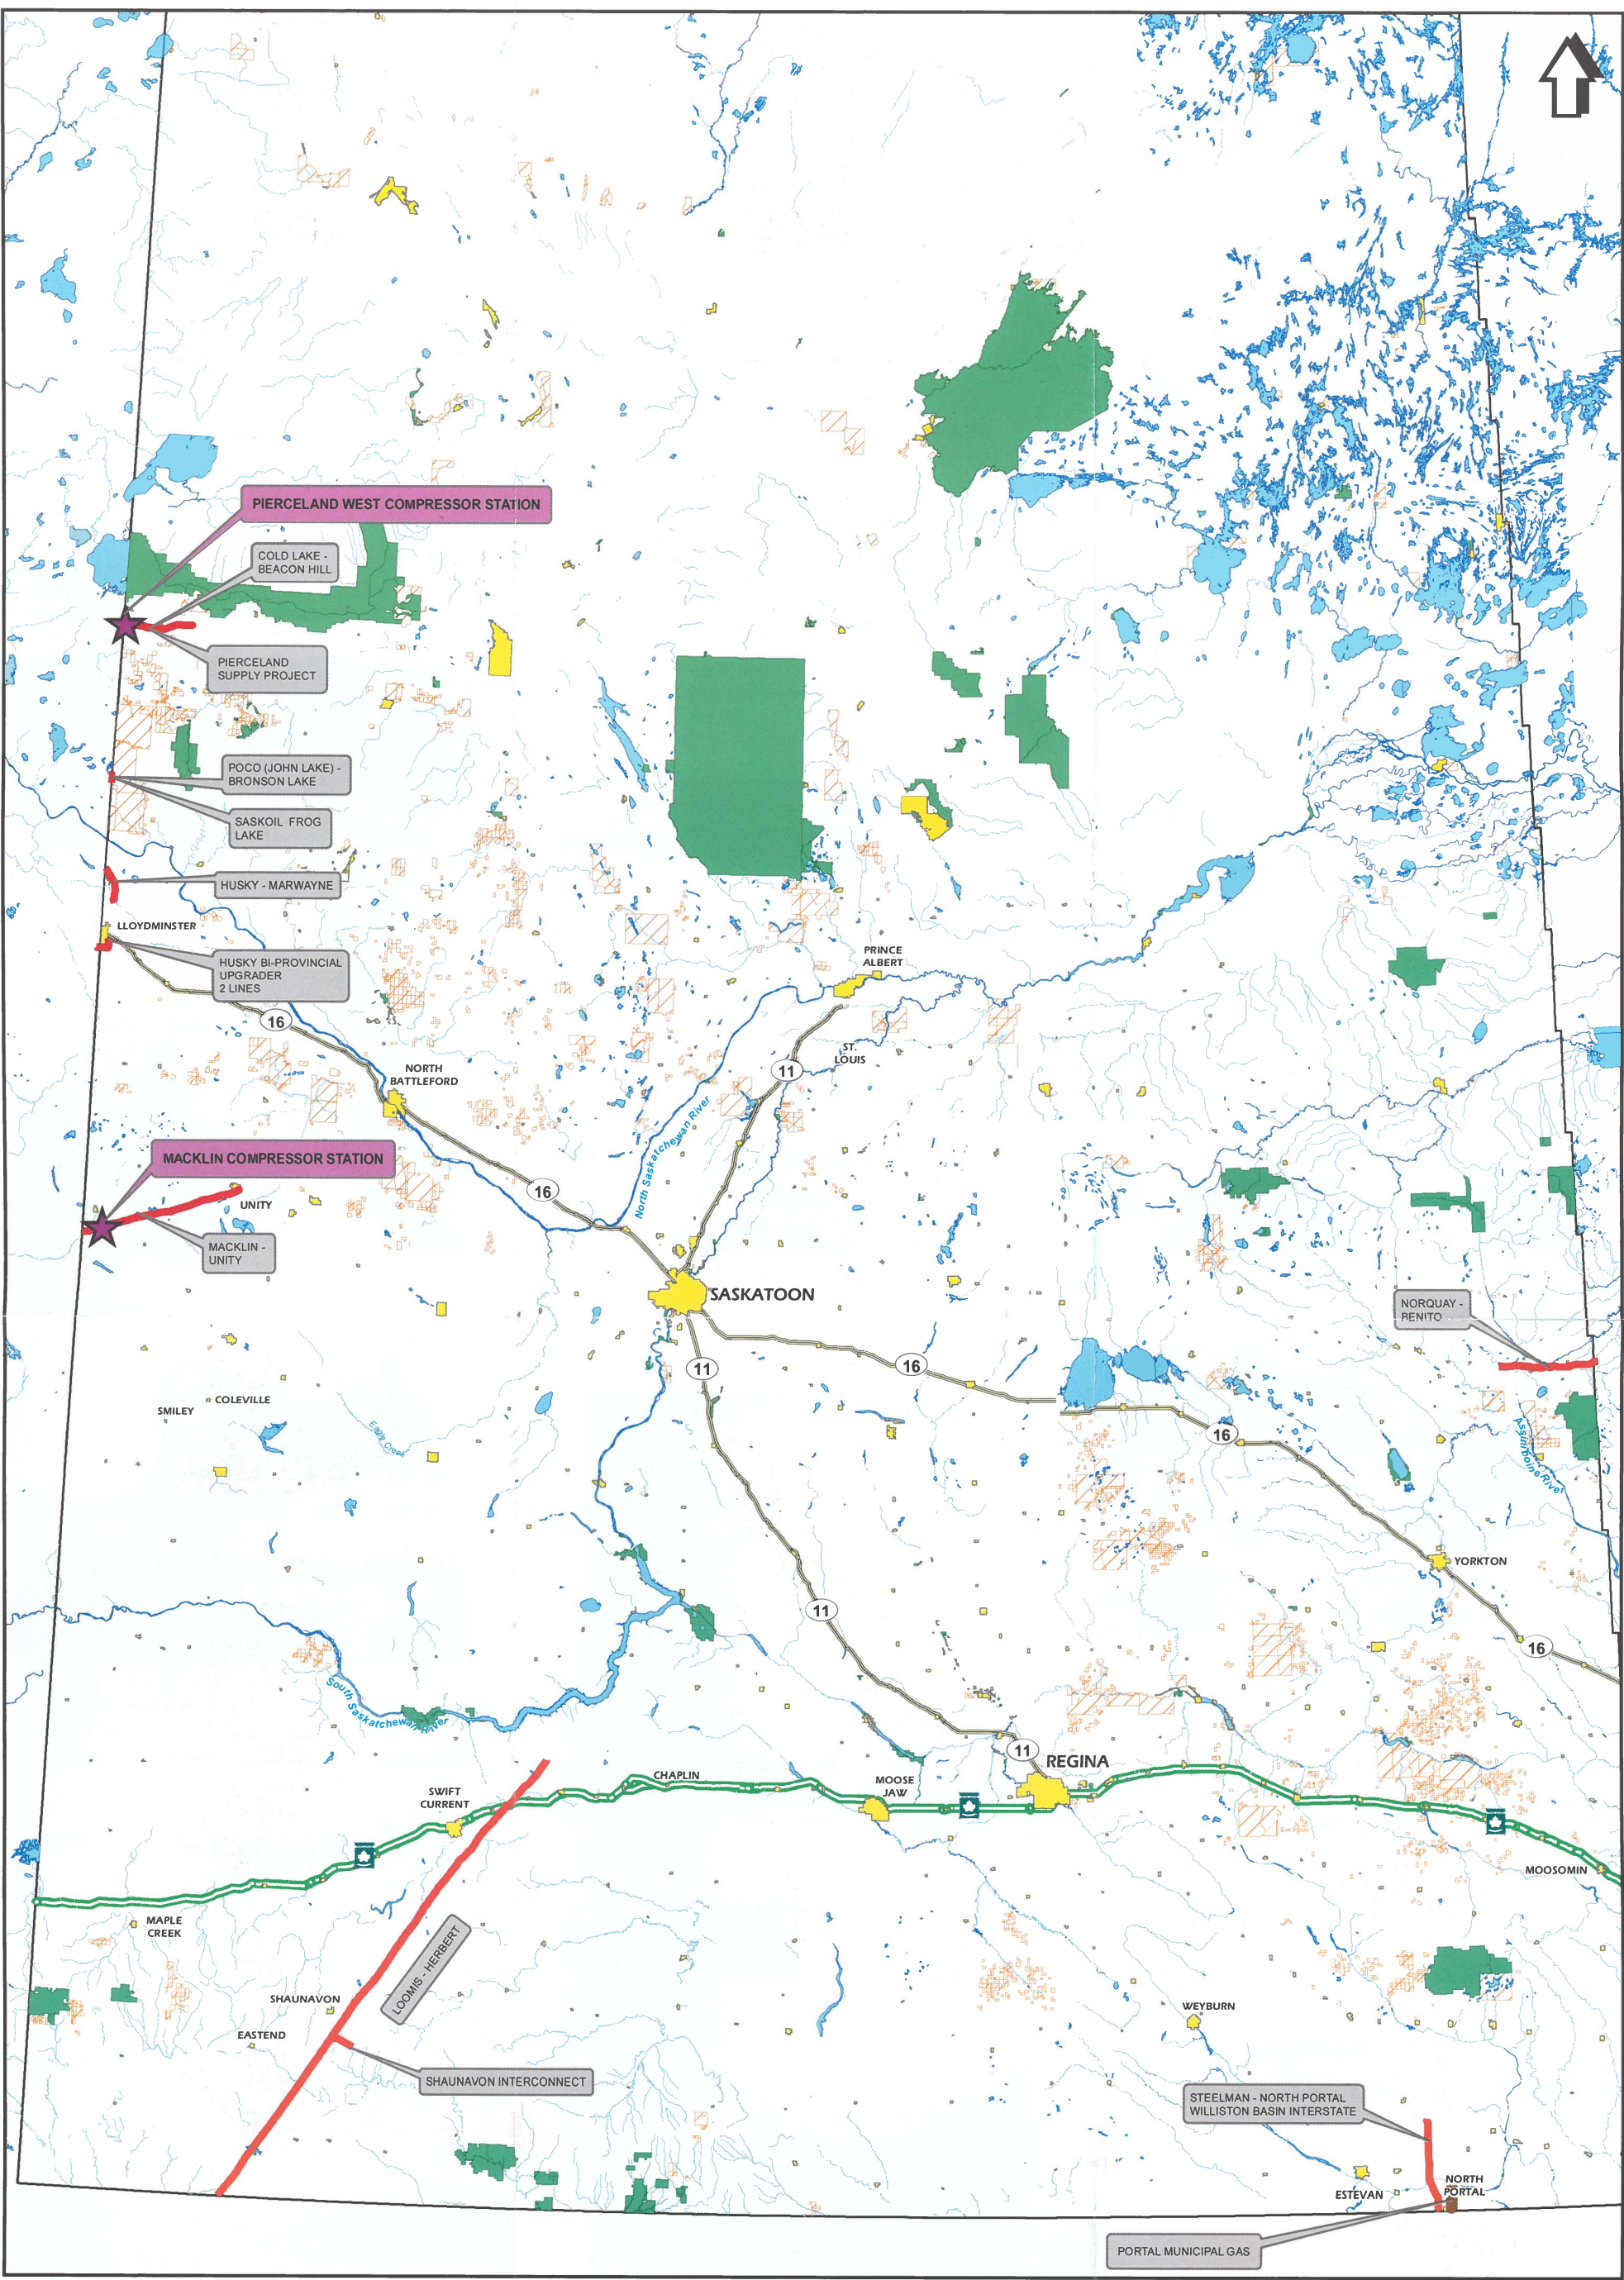 PIERCELAND WEST COMPRESSOR STATION
COLD LAKE -
BEACON HILL
PIERCELAND
SUPPLY PROJECT
POCO (JOHN LAKE) -
BRONSON LAKE
SASKOIL FROG
LAKE
HUSKY - MARWAYNE
LLOYDMINSTER
HUSKY BI-PROVINCIAL
UPGRADER
2 LINES
16
PRINCE
ALBERT
ST.
LOUIS
11
NORTH
BATTLEFORD
North Saskatchewan River
MACKLIN COMPRESSOR STATION
16
UNITY
MACKLIN -
UNITY
SASKATOON
NORQUAY -
BENITO
11
16
COLEVILLE
SMILEY
Eagle Creek
16
Assiniboine River
YORKTON
11
16
South Saskatchewan River
11
REGINA
CHAPLIN
MOOSE
JAW
SWIFT
CURRENT
MOOSOMIN
MAPLE
CREEK
LOOMIS - HERBERT
SHAUNAVON
EASTEND
WEYBURN
SHAUNAVON INTERCONNECT
STEELMAN - NORTH PORTAL
WILLISTON BASIN INTERSTATE
NORTH
PORTAL
ESTEVAN
PORTAL MUNICIPAL GAS